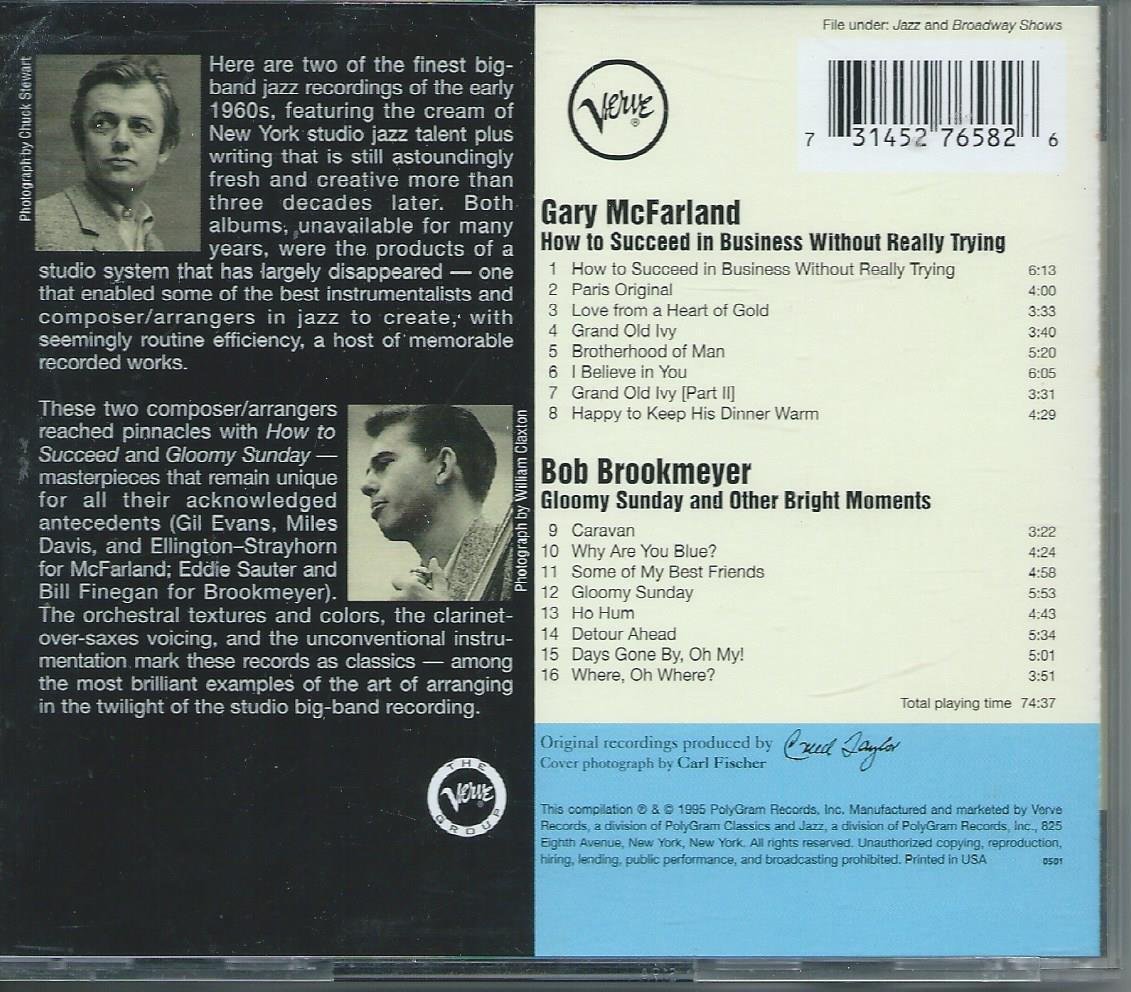 Photograph by Chuck Stewart
Here are two of the finest big-
band jazz recordings of the early
1960s, featuring the cream of
New York studio jazz talent plus
writing that is still astoundingly
fresh and creative more than
three decades later. Both
albums, unavailable for many
years, were the products of a
studio system that has largely disappeared — one
that enabled some of the best instrumentalists and
composer/arrangers in jazz to create, with
seemingly routine efficiency, a host of memorable
recorded works.
These two composer/arrangers
reached pinnacles with How to
Succeed and Gloomy Sunday —
masterpieces that remain unique
for all their acknowledged
antecedents (Gil Evans, Miles
Davis, and Ellington–Strayhorn
for McFarland; Eddie Sauter and
Bill Finegan for Brookmeyer).
The orchestral textures and colors, the clarinet-
over-saxes voicing, and the unconventional instru-
mentation mark these records as classics — among
the most brilliant examples of the art of arranging
in the twilight of the studio big-band recording.
Photograph by William Claxton
THE
Verve
GROUP
File under: Jazz and Broadway Shows
Verve®
7 31452 76582 6
Gary McFarland
How to Succeed in Business Without Really Trying
1 How to Succeed in Business Without Really Trying 6:13
2 Paris Original 4:00
3 Love from a Heart of Gold 3:33
4 Grand Old Ivy 3:40
5 Brotherhood of Man 5:20
6 I Believe in You 6:05
7 Grand Old Ivy [Part II] 3:31
8 Happy to Keep His Dinner Warm 4:29
Bob Brookmeyer
Gloomy Sunday and Other Bright Moments
9 Caravan 3:22
10 Why Are You Blue? 4:24
11 Some of My Best Friends 4:58
12 Gloomy Sunday 5:53
13 Ho Hum 4:43
14 Detour Ahead 5:34
15 Days Gone By, Oh My! 5:01
16 Where, Oh Where? 3:51
Total playing time 74:37
Original recordings produced by Creed Taylor
Cover photograph by Carl Fischer
This compilation ℗ & © 1995 PolyGram Records, Inc. Manufactured and marketed by Verve
Records, a division of PolyGram Classics and Jazz, a division of PolyGram Records, Inc., 825
Eighth Avenue, New York, New York. All rights reserved. Unauthorized copying, reproduction,
hiring, lending, public performance, and broadcasting prohibited. Printed in USA 0501